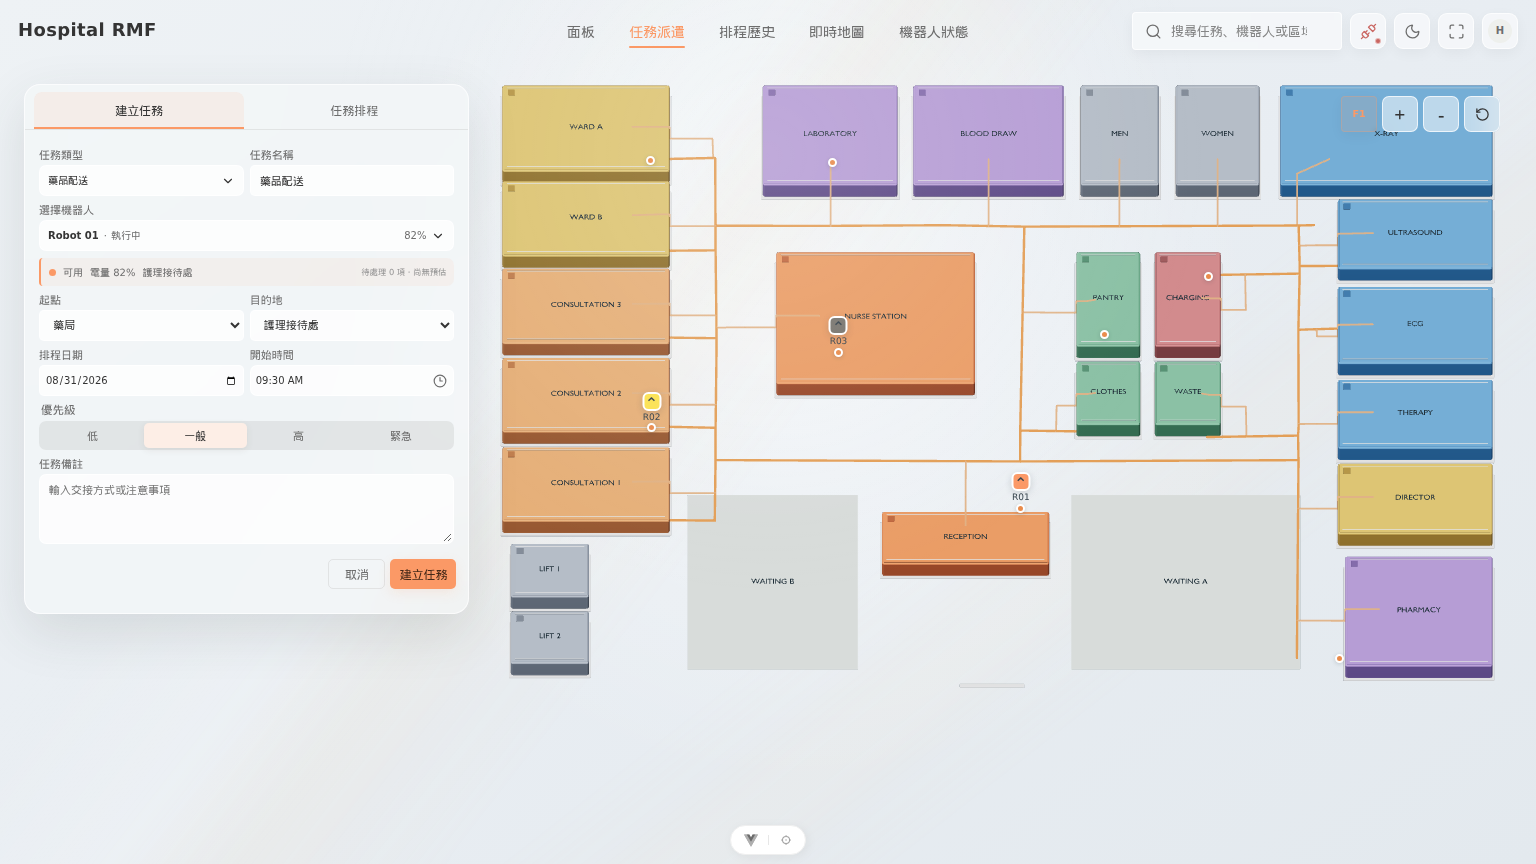 Hospital RMF
面板
任務派遣
排程歷史
即時地圖
機器人狀態
搜尋任務、機器人或區域
H
建立任務
任務排程
任務類型
任務名稱
藥品配送
藥品配送
選擇機器人
Robot 01 · 執行中
82%
可用 電量 82% 護理接待處
待處理 0 項 · 尚無預估
起點
目的地
藥局
護理接待處
排程日期
開始時間
08/31/2026
09:30 AM
優先級
低
一般
高
緊急
任務備註
輸入交接方式或注意事項
取消
建立任務
WARD A
LABORATORY
BLOOD DRAW
MEN
WOMEN
X-RAY
F1
+
-
WARD B
ULTRASOUND
CONSULTATION 3
NURSE STATION
R03
PANTRY
CHARGING
ECG
CONSULTATION 2
R02
CLOTHES
WASTE
THERAPY
CONSULTATION 1
R01
DIRECTOR
RECEPTION
LIFT 1
WAITING B
WAITING A
PHARMACY
LIFT 2